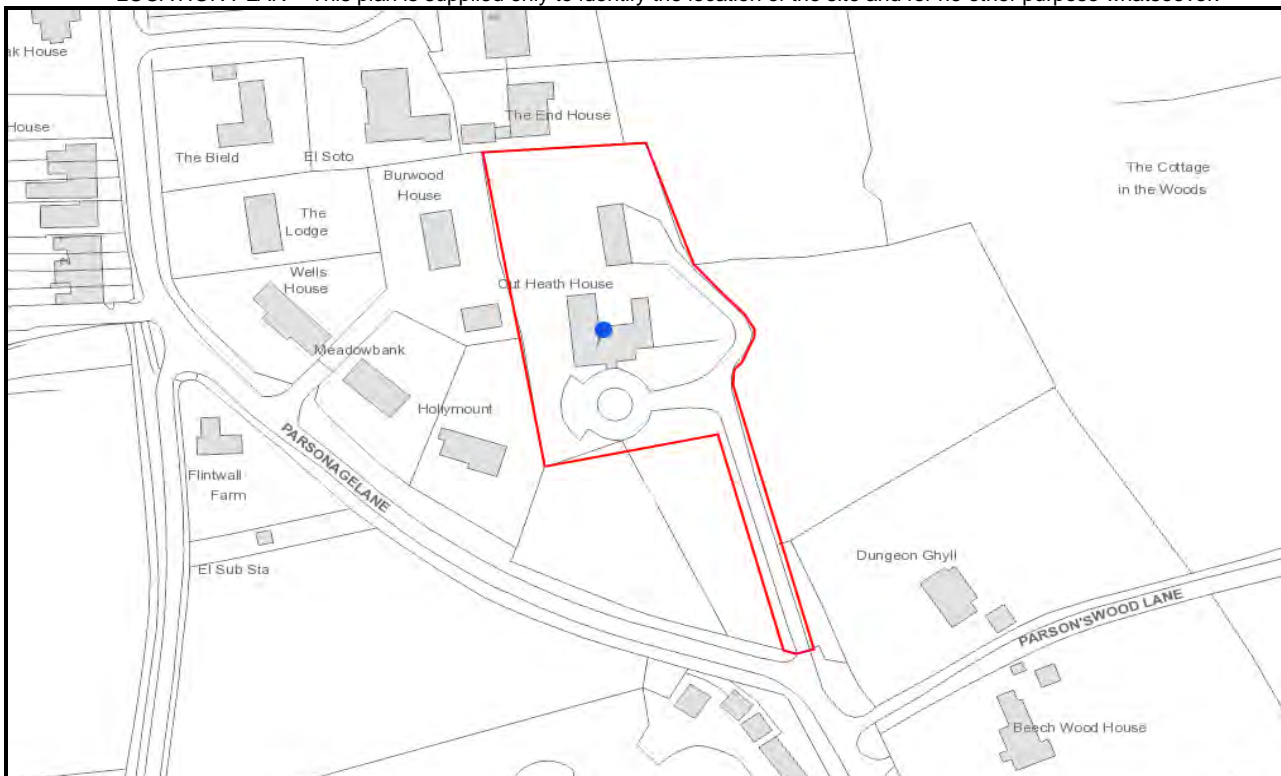 ak House
House
The End House
The Bield
El Soto
Burwood
House
The Cottage
in the Woods
The
Lodge
Wells
House
Out Heath House
Meadowbank
Hollymount
PARSONAGELANE
Flintwall
Farm
El Sub Sta
Dungeon Ghyll
PARSON'SWOOD LANE
Beech Wood House